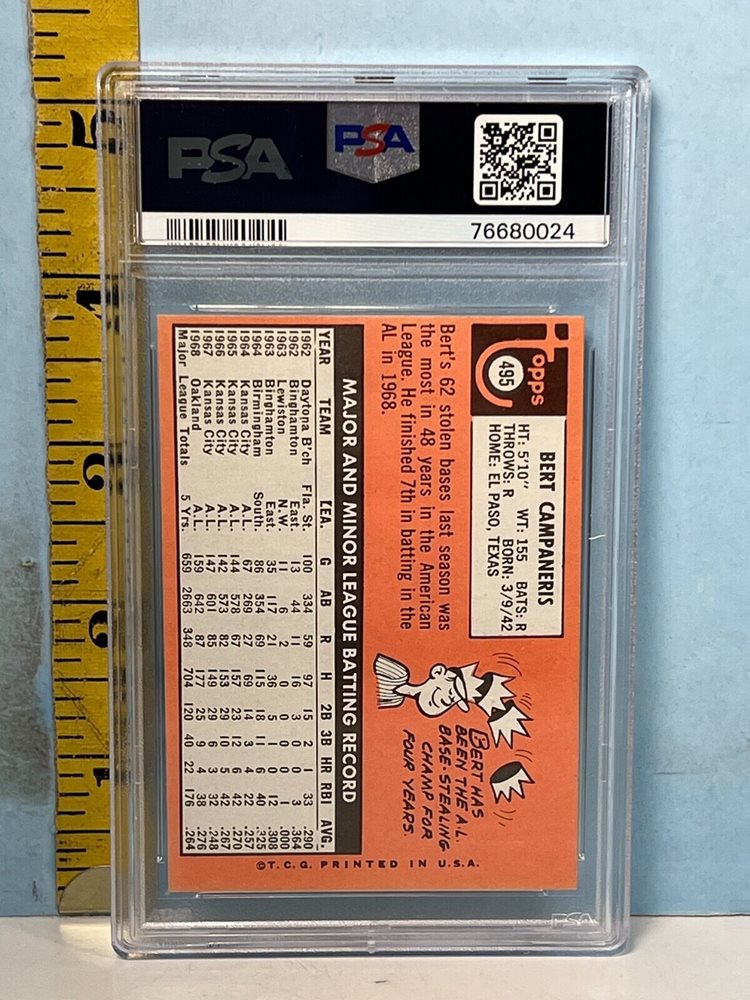 PSA
PSA
76680024
Topps
495
BERT CAMPANERIS
HT: 5'10" WT: 155 BATS: R
THROWS: R BORN: 3/9/42
HOME: EL PASO, TEXAS
Bert's 62 stolen bases last season was
the most in 48 years in the American
League. He finished 7th in batting in the
AL in 1968.
BERT HAS
BEEN THE A.L.
BASE-STEALING
CHAMP FOR
FOUR YEARS.
MAJOR AND MINOR LEAGUE BATTING RECORD
YEAR TEAM LEA. G AB R H 2B 3B HR RBI AVG.
1962 Daytona B'ch Fla. St. 100 334 59 97 15 2 1 33 .290
1962 Binghamton East. 13 44 11 16 0 0 0 3 .364
1963 Lewiston N.W. 11 6 2 0 0 0 0 1 .000
1963 Binghamton East. 35 117 21 36 5 1 0 12 .308
1964 Birmingham South. 86 354 69 115 18 11 6 40 .325
1964 Kansas City A.L. 67 269 27 69 14 3 4 22 .257
1965 Kansas City A.L. 144 578 67 156 23 12 6 42 .270
1966 Kansas City A.L. 142 573 82 153 29 10 5 42 .267
1967 Kansas City A.L. 147 601 85 149 29 6 3 32 .248
1968 Oakland A.L. 159 642 87 177 25 9 4 38 .276
Major League Totals 5 Yrs. 659 2663 348 704 120 40 22 176 .264
©T.C.G. PRINTED IN U.S.A.
PSA
5
4
3
2
1